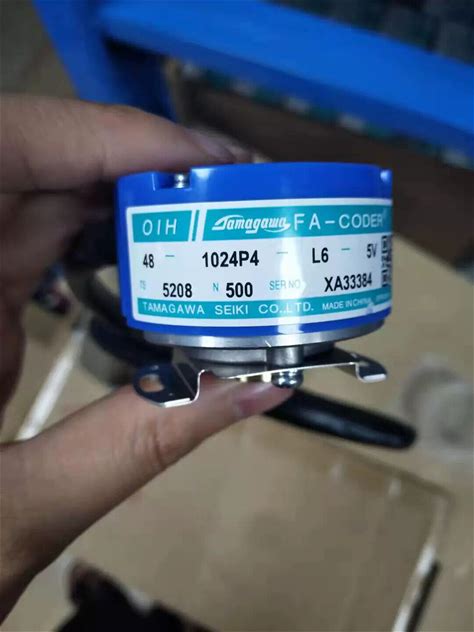 OIH Tamagawa FA-CODER
48 - 1024P4 - L6 - 5V
TS 5208 N 500 SER NO XA33384
TAMAGAWA SEIKI CO., LTD. MADE IN CHINA